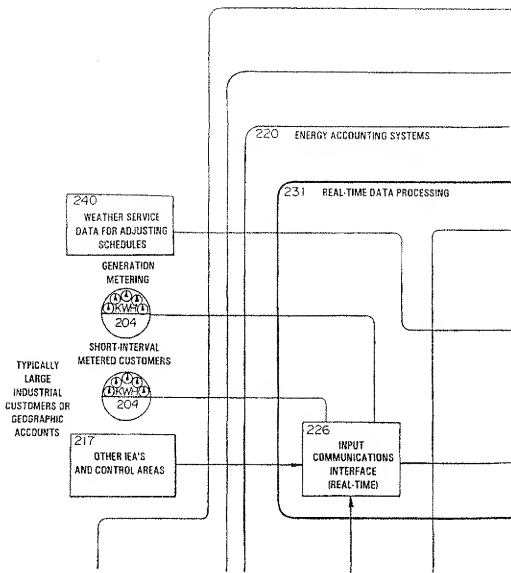 220 ENERGY ACCOUNTING SYSTEMS
231 REAL-TIME DATA PROCESSING
240
WEATHER SERVICE
DATA FOR ADJUSTING
SCHEDULES
GENERATION
METERING
KWH
204
SHORT-INTERVAL
METERED CUSTOMERS
KWH
204
TYPICALLY
LARGE
INDUSTRIAL
CUSTOMERS OR
GEOGRAPHIC
ACCOUNTS
217
OTHER IEA'S
AND CONTROL AREAS
226
INPUT
COMMUNICATIONS
INTERFACE
(REAL-TIME)